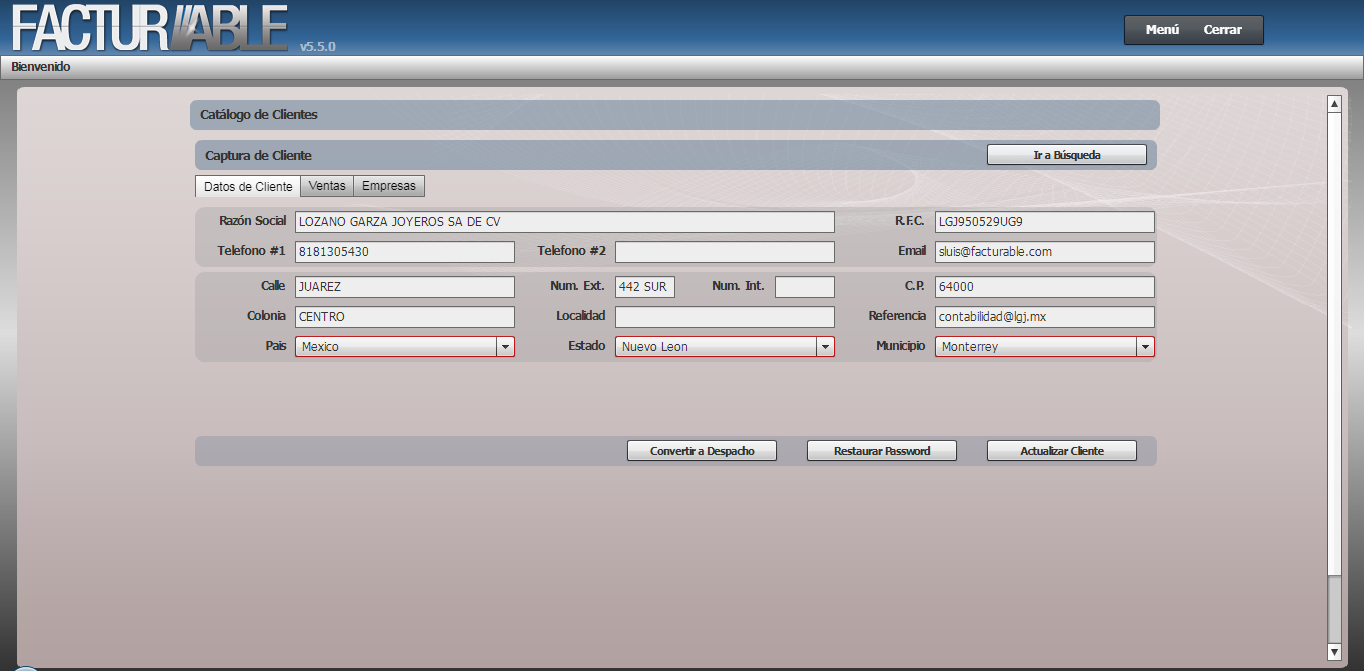 FACTURABLE v5.5.0
Menú Cerrar
Bienvenido
Catálogo de Clientes
Captura de Cliente Ir a Búsqueda
Datos de Cliente Ventas Empresas
Razón Social LOZANO GARZA JOYEROS SA DE CV R.F.C. LGJ950529UG9
Telefono #1 8181305430 Telefono #2 Email sluis@facturable.com
Calle JUAREZ Num. Ext. 442 SUR Num. Int. C.P. 64000
Colonia CENTRO Localidad Referencia contabilidad@lgj.mx
Pais Mexico Estado Nuevo Leon Municipio Monterrey
Convertir a Despacho Restaurar Password Actualizar Cliente